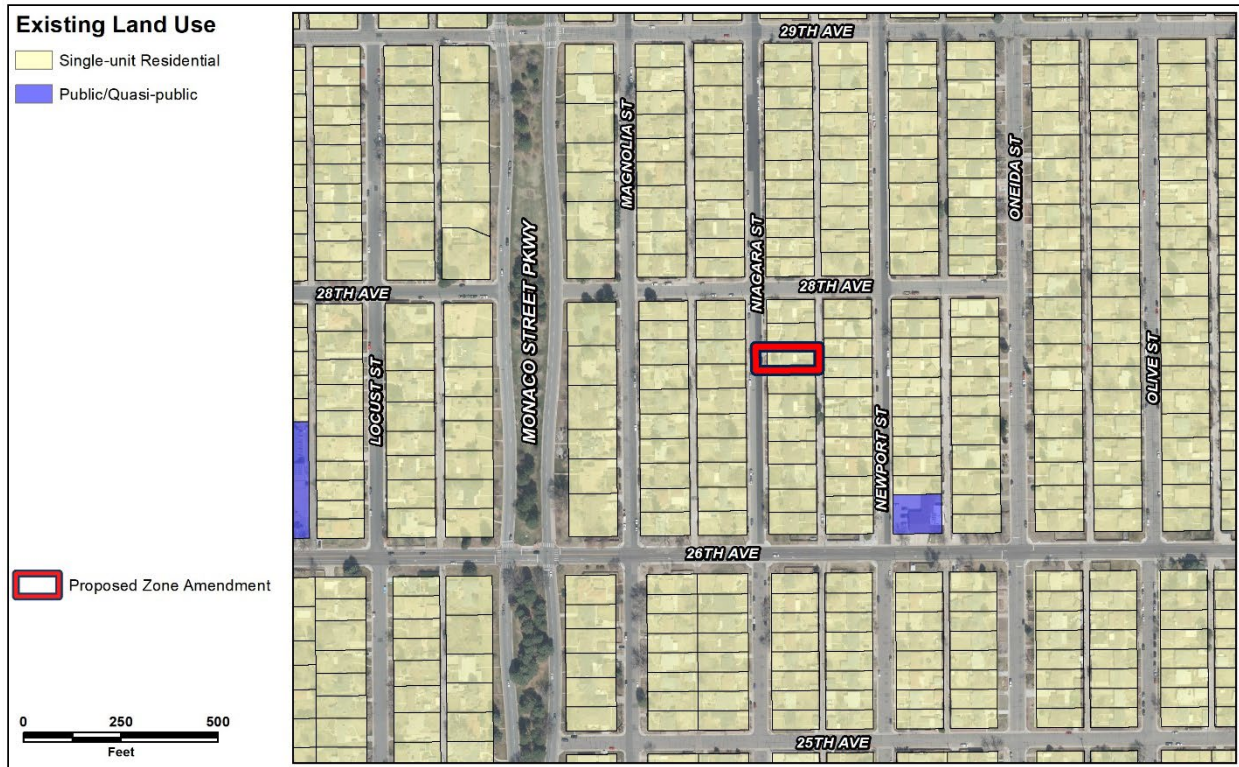 Existing Land Use
Single-unit Residential
Public/Quasi-public
Proposed Zone Amendment
0 250 500
Feet
29TH AVE
MAGNOLIA ST
ONEIDA ST
NIAGARA ST
MONACO STREET PKWY
28TH AVE
28TH AVE
LOCUST ST
OLIVE ST
NEWPORT ST
26TH AVE
25TH AVE